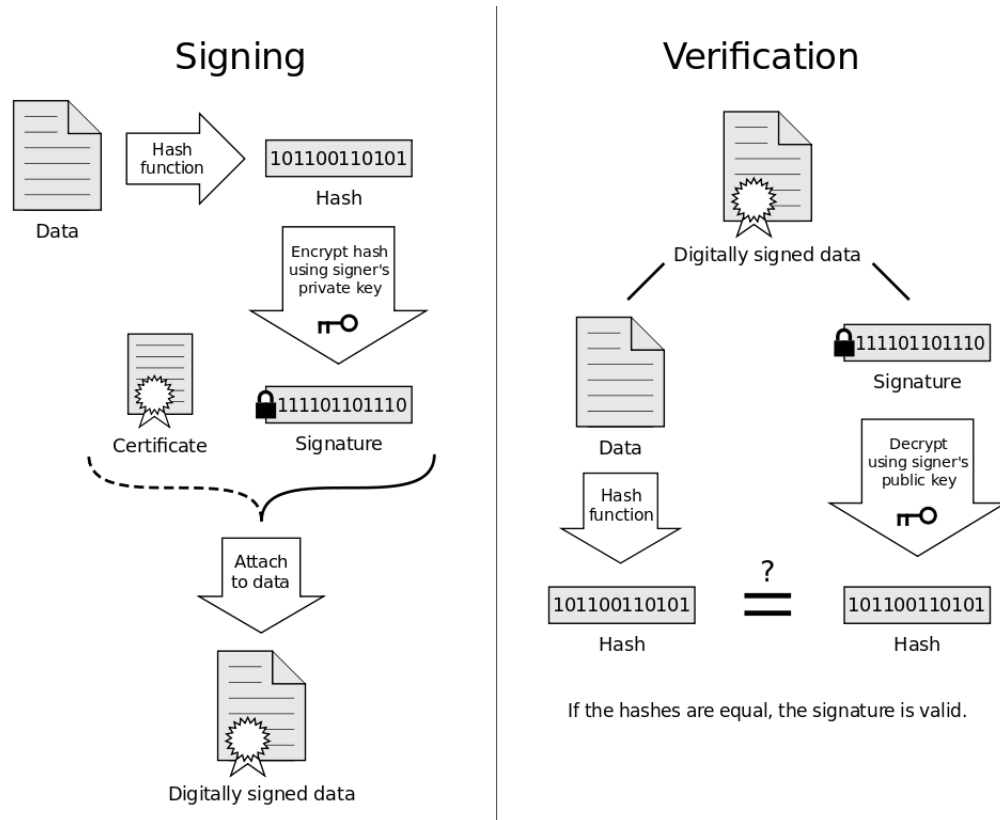 Signing
Hash
function
101100110101
Hash
Data
Encrypt hash
using signer's
private key
111101101110
Certificate
Signature
Attach
to data
Digitally signed data
Verification
Digitally signed data
Data
111101101110
Signature
Hash
function
Decrypt
using signer's
public key
101100110101
Hash
?
=
101100110101
Hash
If the hashes are equal, the signature is valid.